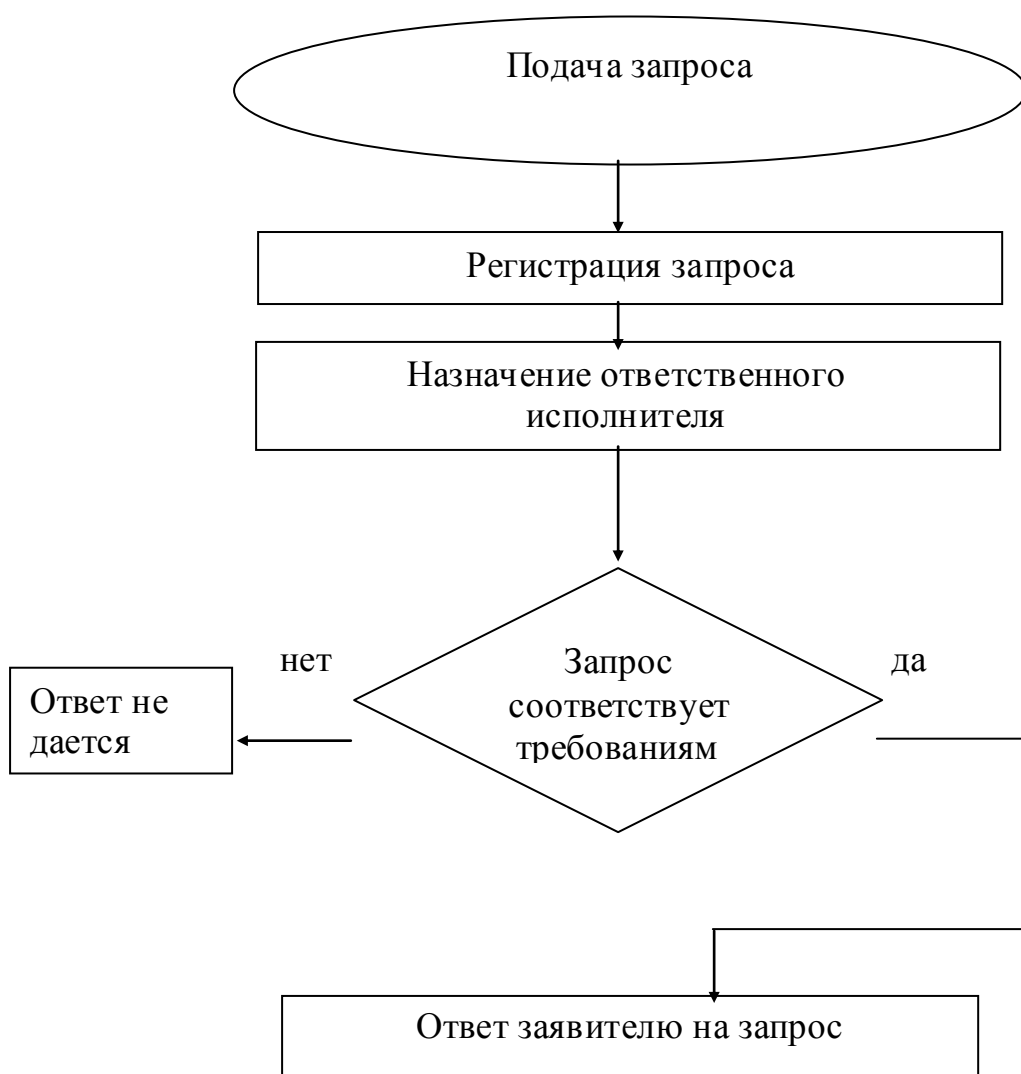 Подача запроса
Регистрация запроса
Назначение ответственного
исполнителя
нет
Запрос
соответствует
требованиям
да
Ответ не
дается
Ответ заявителю на запрос